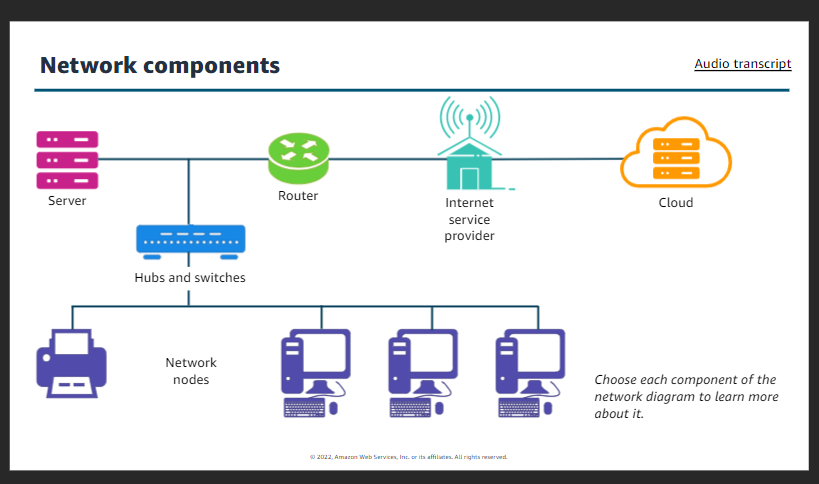 Network components
Audio transcript
Server
Router
Internet
service
provider
Cloud
Hubs and switches
Network
nodes
Choose each component of the
network diagram to learn more
about it.
© 2022, Amazon Web Services, Inc. or its affiliates. All rights reserved.